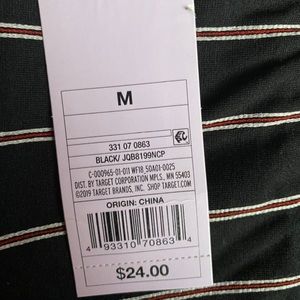 M
331 07 0863
BLACK/ JQB8199NCP
C-000965-01-011 WF18_50A01-0025
DIST. BY TARGET CORPORATION MPLS., MN 55403
©2019 TARGET BRANDS, INC. SHOP TARGET.COM
ORIGIN: CHINA
4 93310 70863 4
$24.00